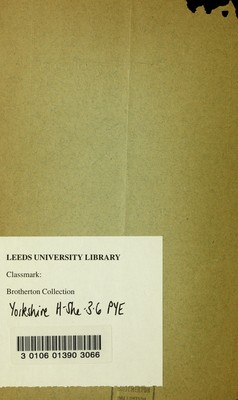 LEEDS UNIVERSITY LIBRARY
Classmark:
Brotherton Collection
Yorkshire H-She-3.6 PYE
3 0106 01390 3066